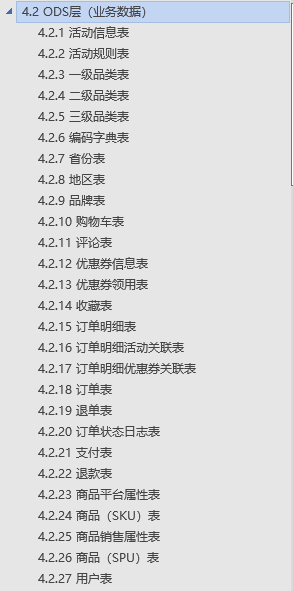 4.2 ODS层（业务数据）
4.2.1 活动信息表
4.2.2 活动规则表
4.2.3 一级品类表
4.2.4 二级品类表
4.2.5 三级品类表
4.2.6 编码字典表
4.2.7 省份表
4.2.8 地区表
4.2.9 品牌表
4.2.10 购物车表
4.2.11 评论表
4.2.12 优惠券信息表
4.2.13 优惠券领用表
4.2.14 收藏表
4.2.15 订单明细表
4.2.16 订单明细活动关联表
4.2.17 订单明细优惠券关联表
4.2.18 订单表
4.2.19 退单表
4.2.20 订单状态日志表
4.2.21 支付表
4.2.22 退款表
4.2.23 商品平台属性表
4.2.24 商品（SKU）表
4.2.25 商品销售属性表
4.2.26 商品（SPU）表
4.2.27 用户表